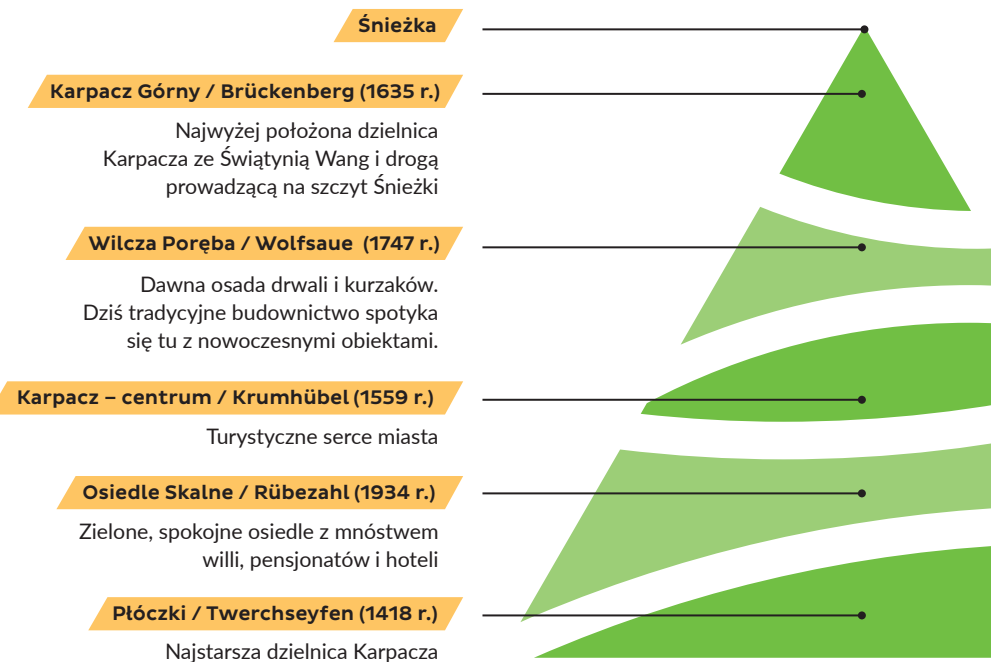 Śnieżka
Karpacz Górny / Brückenberg (1635 r.)
Najwyżej położona dzielnica
Karpacza ze Świątynią Wang i drogą
prowadzącą na szczyt Śnieżki
Wilcza Poręba / Wolfsaue (1747 r.)
Dawna osada drwali i kurzaków.
Dziś tradycyjne budownictwo spotyka
się tu z nowoczesnymi obiektami.
Karpacz – centrum / Krumhübel (1559 r.)
Turystyczne serce miasta
Osiedle Skalne / Rübezahl (1934 r.)
Zielone, spokojne osiedle z mnóstwem
willi, pensjonatów i hoteli
Płóczki / Twerchseyfen (1418 r.)
Najstarsza dzielnica Karpacza